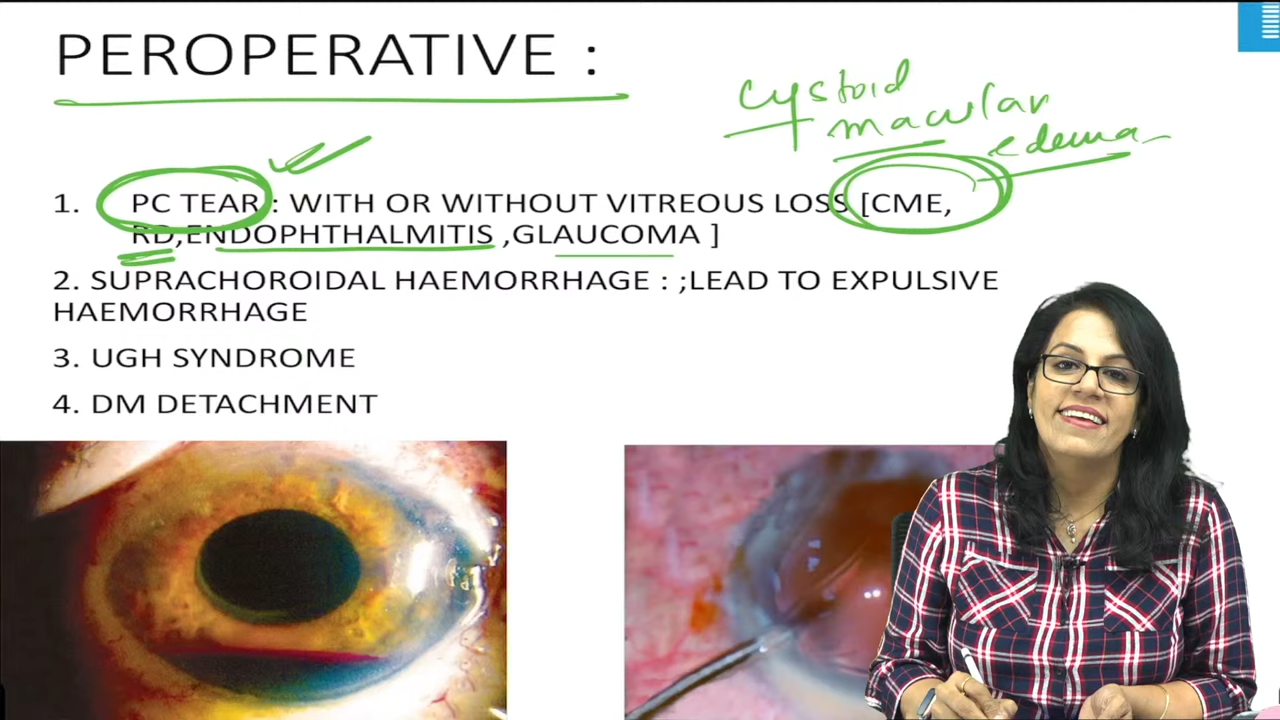 PEROPERATIVE :
cystoid
macular
edema
1. PC TEAR : WITH OR WITHOUT VITREOUS LOSS [CME,
RD,ENDOPHTHALMITIS ,GLAUCOMA ]
2. SUPRACHOROIDAL HAEMORRHAGE : ;LEAD TO EXPULSIVE
HAEMORRHAGE
3. UGH SYNDROME
4. DM DETACHMENT